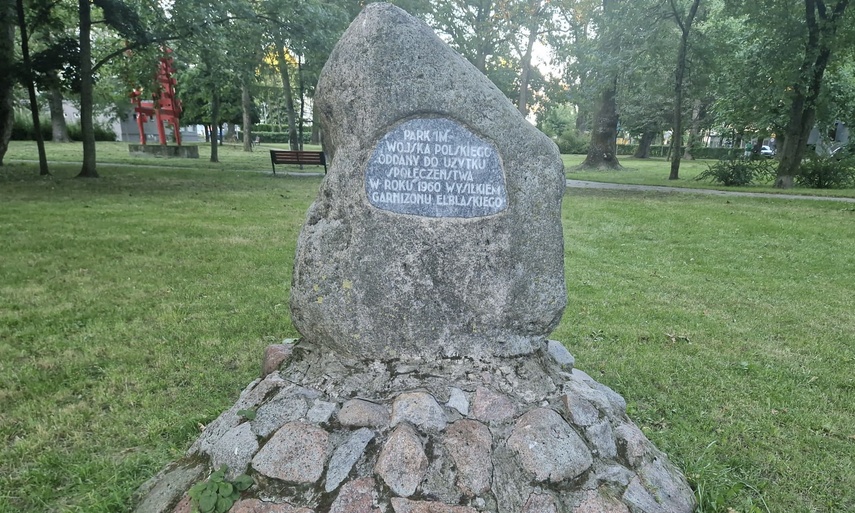 PARK IM.
WOJSKA POLSKIEGO
ODDANY DO UŻYTKU
SPOŁECZEŃSTWA
W ROKU 1960 WYSIŁKIEM
GARNIZONU ELBLĄSKIEGO